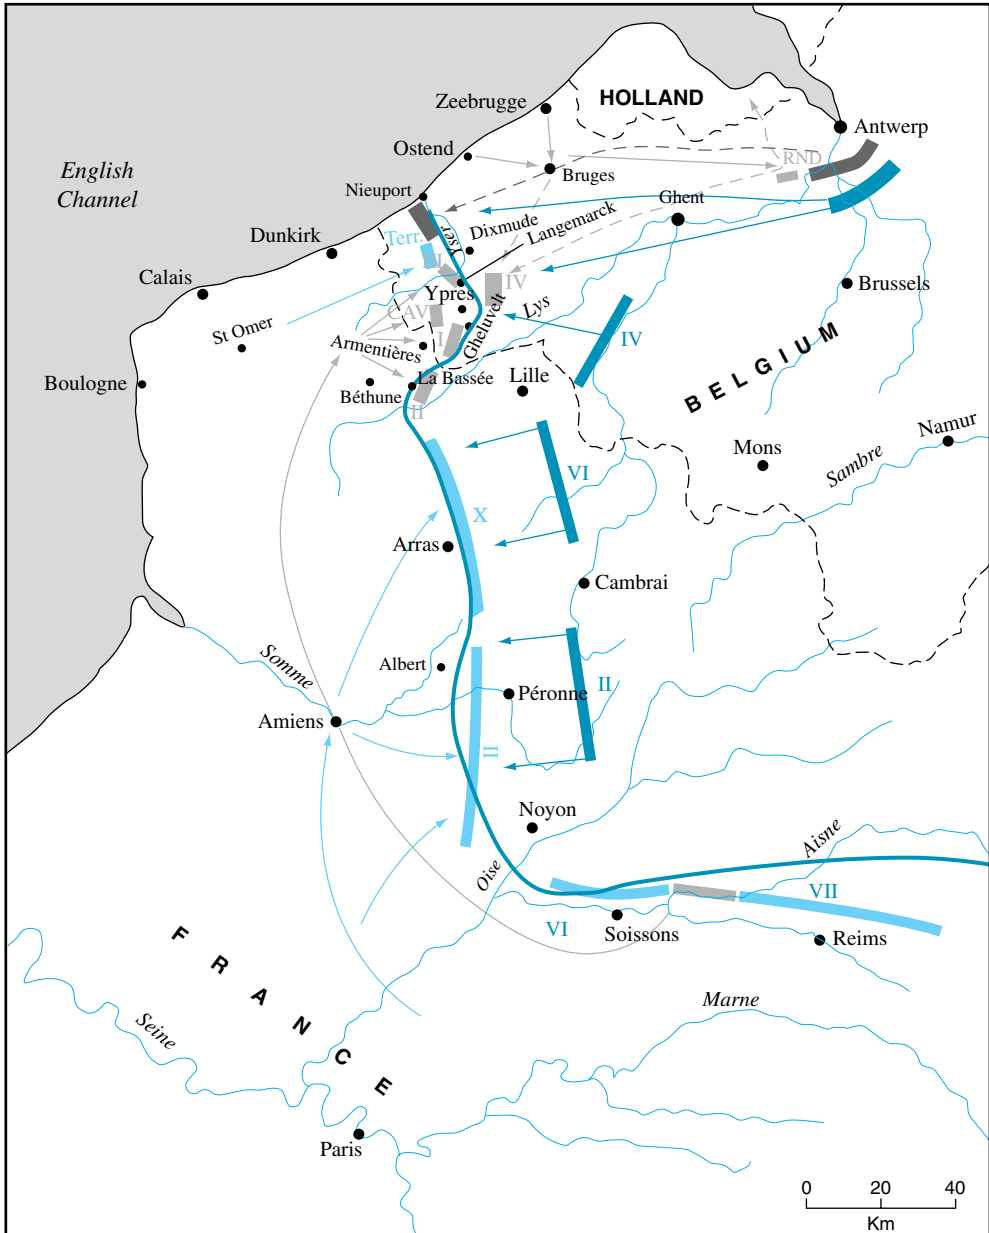 Zeebrugge
HOLLAND
Antwerp
Ostend
RND
English
Channel
Bruges
Nieuport
Ghent
Langemarck
Dixmude
Yser
Terr.
Dunkirk
III
IV
Ypres
Calais
Brussels
CAV
Gheluvelt
Lys
St Omer
I
Armentières
IV
BELGIUM
La Bassée
Lille
Boulogne
Béthune
II
Namur
Mons
Sambre
VI
X
Arras
Cambrai
Somme
Albert
Péronne
II
Amiens
II
Noyon
Aisne
Oise
VII
VI
Soissons
Reims
FRANCE
Marne
Seine
Paris
0 20 40
Km